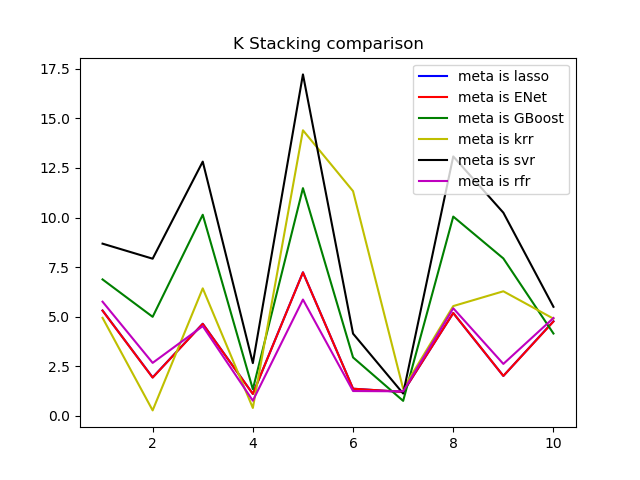 K Stacking comparison
17.5
15.0
12.5
10.0
7.5
5.0
2.5
0.0
meta is lasso
meta is ENet
meta is GBoost
meta is krr
meta is svr
meta is rfr
2 4 6 8 10